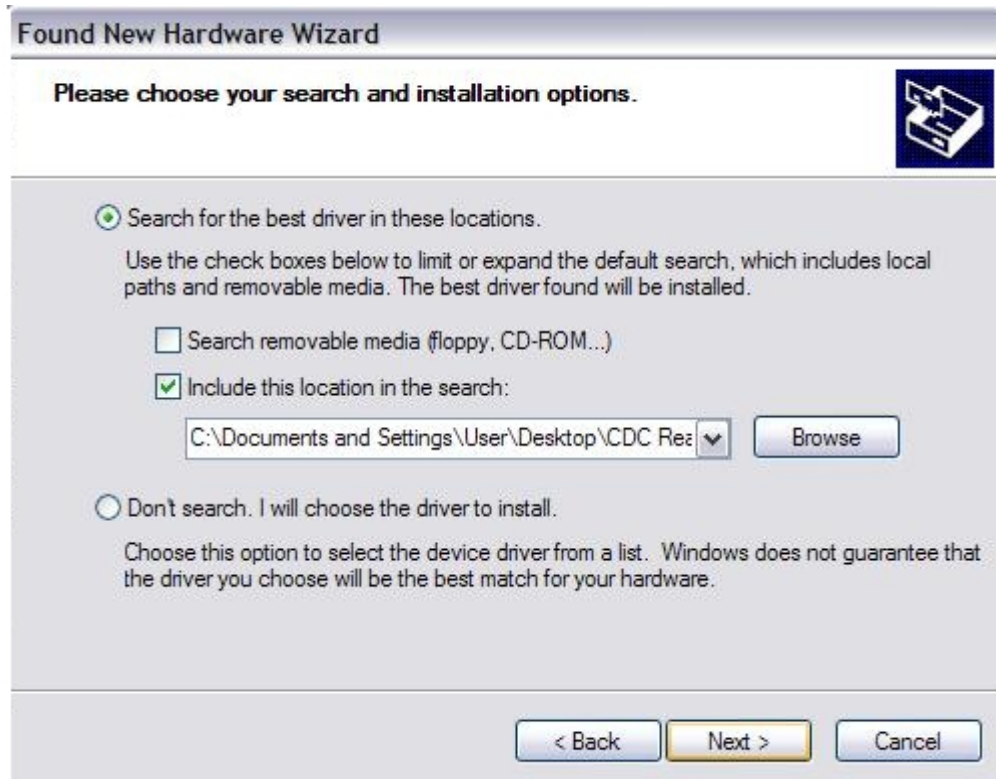 Found New Hardware Wizard
Please choose your search and installation options.
Search for the best driver in these locations.
Use the check boxes below to limit or expand the default search, which includes local
paths and removable media. The best driver found will be installed.
Search removable media (floppy, CD-ROM...)
Include this location in the search:
C:\Documents and Settings\User\Desktop\CDC Rea
Browse
Don't search. I will choose the driver to install.
Choose this option to select the device driver from a list. Windows does not guarantee that
the driver you choose will be the best match for your hardware.
< Back
Next >
Cancel